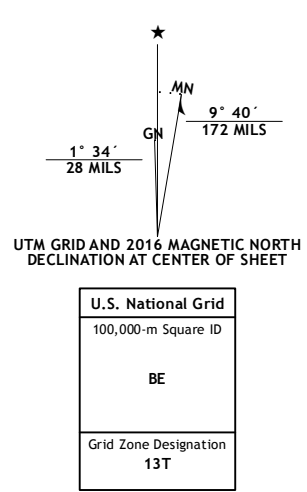 MN
9° 40´
172 MILS
GN
1° 34´
28 MILS
UTM GRID AND 2016 MAGNETIC NORTH
DECLINATION AT CENTER OF SHEET
U.S. National Grid
100,000-m Square ID
BE
Grid Zone Designation
13T